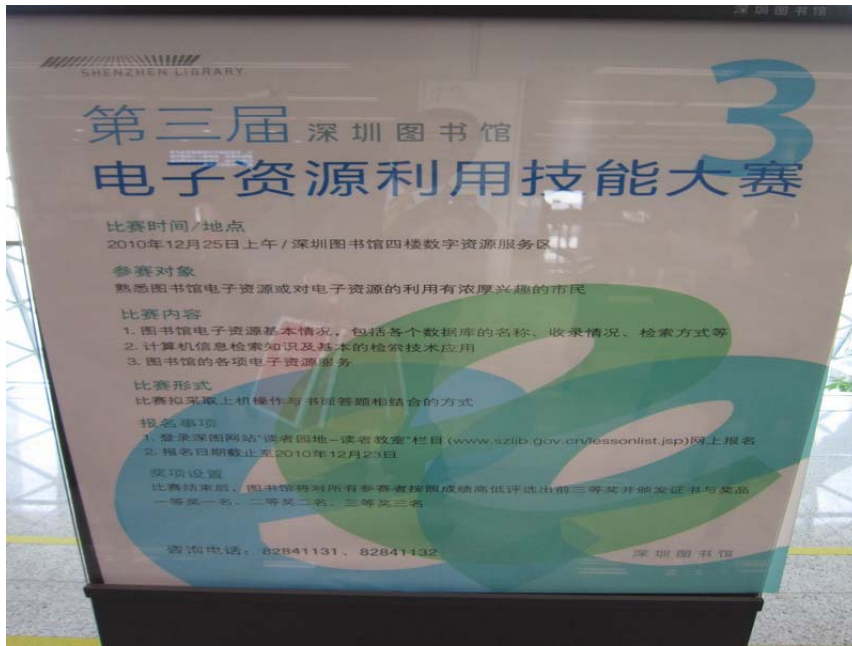 深圳图书馆
SHENZHEN LIBRARY
3
第三届 深圳图书馆
电子资源利用技能大赛
比赛时间/地点
2010年12月25日上午/深圳图书馆四楼数字资源服务区
参赛对象
熟悉图书馆电子资源或对电子资源的利用有浓厚兴趣的市民
比赛内容
1. 图书馆电子资源基本情况，包括各个数据库的名称、收录情况、检索方式等
2. 计算机信息检索知识及基本的检索技术应用
3. 图书馆的各项电子资源服务
比赛形式
比赛拟采取上机操作与书面答题相结合的方式
报名事项
1. 登录深图网站“读者园地-读者教室”栏目(www.szlib.gov.cn/lessonlist.jsp)网上报名
2. 报名日期截止至2010年12月23日
奖项设置
比赛结束后，图书馆将对所有参赛者按照成绩高低评选出前三等奖并颁发证书与奖品
一等奖一名、二等奖二名、三等奖三名
咨询电话：82841131、82841132
深圳图书馆